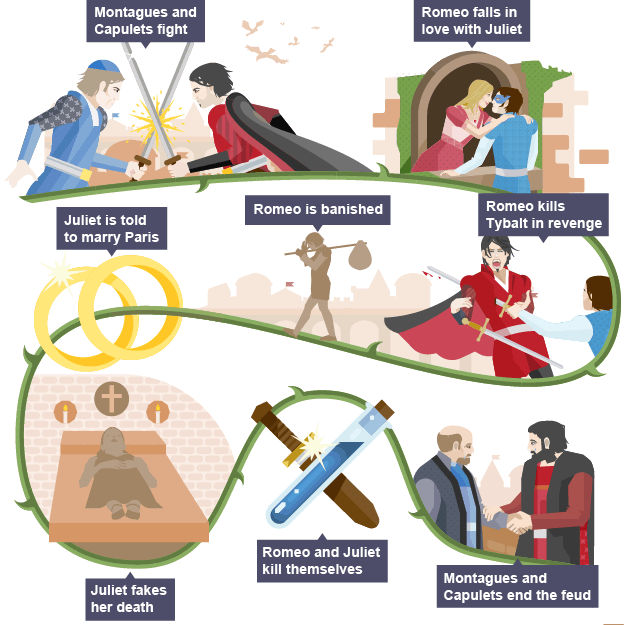 Montagues and
Capulets fight
Romeo falls in
love with Juliet
Romeo kills
Tybalt in revenge
Romeo is banished
Juliet is told
to marry Paris
Juliet fakes
her death
Romeo and Juliet
kill themselves
Montagues and
Capulets end the feud